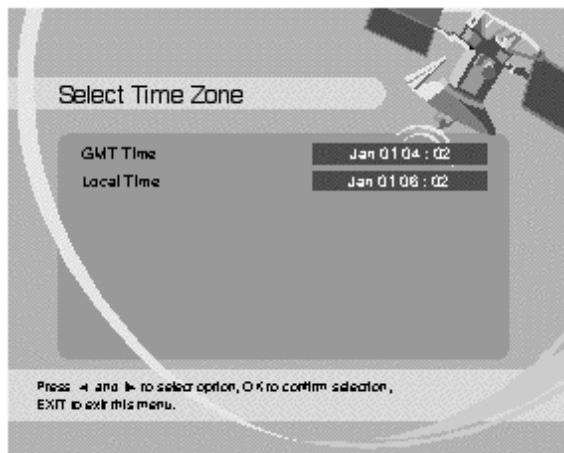 Select Time Zone
GMT Time Jan 01 04 : 02
Local Time Jan 01 06 : 02
Press ◄ and ► to select option, OK to confirm selection,
EXIT to exit this menu.